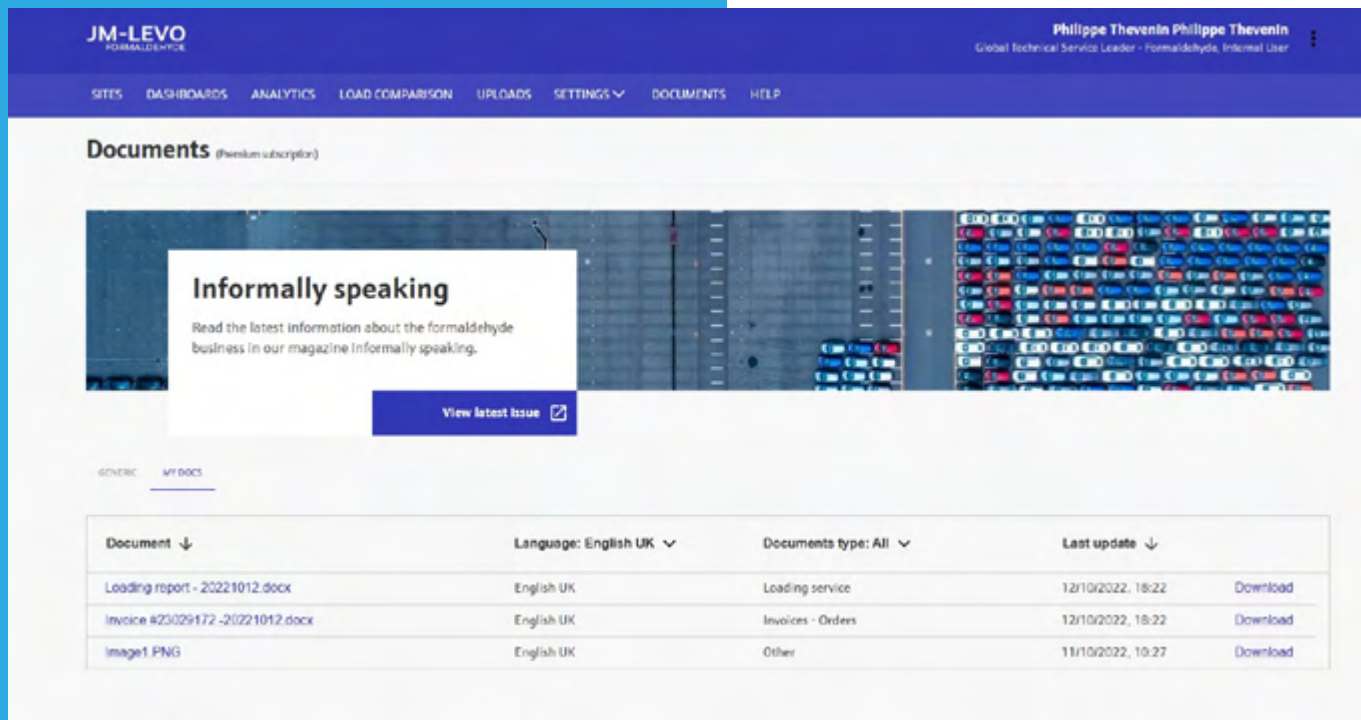 JM-LEVO
FORMALDEHYDE
Philippe Thevenin Philippe Thevenin
Global Technical Service Leader - Formaldehyde, Internal User
SITES DASHBOARDS ANALYTICS LOAD COMPARISON UPLOADS SETTINGS DOCUMENTS HELP
Documents (Premium subscription)
Informally speaking
Read the latest information about the formaldehyde
business in our magazine Informally speaking.
View latest issue
GENERIC MY DOCS
Document Language: English UK Documents type: All Last update
Loading report - 20221012.docx English UK Loading service 12/10/2022, 18:22 Download
Invoice #23029172 -20221012.docx English UK Invoices - Orders 12/10/2022, 18:22 Download
Image1.PNG English UK Other 11/10/2022, 10:27 Download